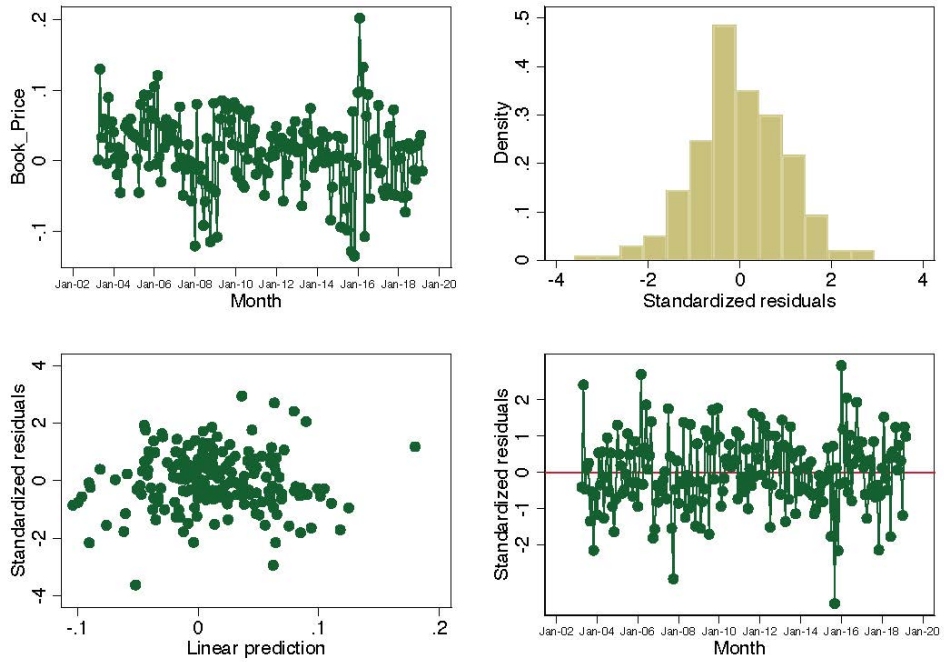 .2
.1
0
-.1
Book_Price
Jan-02 Jan-04 Jan-06 Jan-08 Jan-10 Jan-12 Jan-14 Jan-16 Jan-18 Jan-20
Month
.5
.4
.3
.2
.1
0
Density
-4 -2 0 2 4
Standardized residuals
4
2
0
-2
-4
Standardized residuals
-.1 0 .1 .2
Linear prediction
2
1
0
-1
-2
Standardized residuals
Jan-02 Jan-04 Jan-06 Jan-08 Jan-10 Jan-12 Jan-14 Jan-16 Jan-18 Jan-20
Month